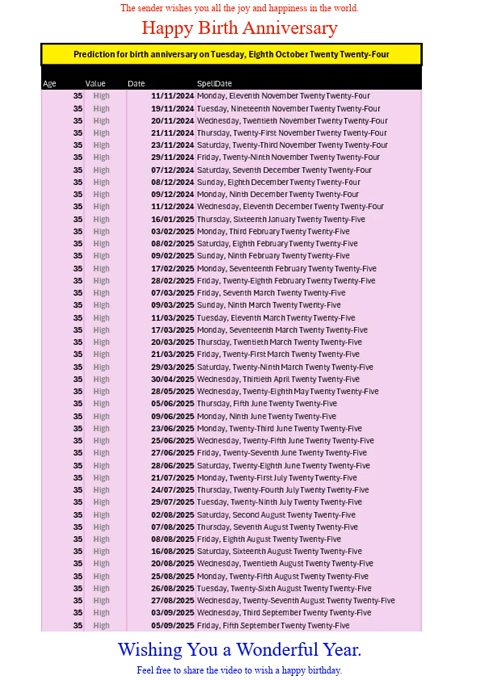 The sender wishes you all the joy and happiness in the world.
Happy Birth Anniversary
Prediction for birth anniversary on Tuesday, Eighth October Twenty Twenty-Four
Age Value Date SpellDate
35 High 11/11/2024 Monday, Eleventh November Twenty Twenty-Four
35 High 19/11/2024 Tuesday, Nineteenth November Twenty Twenty-Four
35 High 20/11/2024 Wednesday, Twentieth November Twenty Twenty-Four
35 High 21/11/2024 Thursday, Twenty-First November Twenty Twenty-Four
35 High 23/11/2024 Saturday, Twenty-Third November Twenty Twenty-Four
35 High 29/11/2024 Friday, Twenty-Ninth November Twenty Twenty-Four
35 High 07/12/2024 Saturday, Seventh December Twenty Twenty-Four
35 High 08/12/2024 Sunday, Eighth December Twenty Twenty-Four
35 High 09/12/2024 Monday, Ninth December Twenty Twenty-Four
35 High 11/12/2024 Wednesday, Eleventh December Twenty Twenty-Four
35 High 16/01/2025 Thursday, Sixteenth January Twenty Twenty-Five
35 High 03/02/2025 Monday, Third February Twenty Twenty-Five
35 High 08/02/2025 Saturday, Eighth February Twenty Twenty-Five
35 High 09/02/2025 Sunday, Ninth February Twenty Twenty-Five
35 High 17/02/2025 Monday, Seventeenth February Twenty Twenty-Five
35 High 28/02/2025 Friday, Twenty-Eighth February Twenty Twenty-Five
35 High 07/03/2025 Friday, Seventh March Twenty Twenty-Five
35 High 09/03/2025 Sunday, Ninth March Twenty Twenty-Five
35 High 11/03/2025 Tuesday, Eleventh March Twenty Twenty-Five
35 High 17/03/2025 Monday, Seventeenth March Twenty Twenty-Five
35 High 20/03/2025 Thursday, Twentieth March Twenty Twenty-Five
35 High 21/03/2025 Friday, Twenty-First March Twenty Twenty-Five
35 High 29/03/2025 Saturday, Twenty-Ninth March Twenty Twenty-Five
35 High 30/04/2025 Wednesday, Thirtieth April Twenty Twenty-Five
35 High 28/05/2025 Wednesday, Twenty-Eighth May Twenty Twenty-Five
35 High 05/06/2025 Thursday, Fifth June Twenty Twenty-Five
35 High 09/06/2025 Monday, Ninth June Twenty Twenty-Five
35 High 23/06/2025 Monday, Twenty-Third June Twenty Twenty-Five
35 High 25/06/2025 Wednesday, Twenty-Fifth June Twenty Twenty-Five
35 High 27/06/2025 Friday, Twenty-Seventh June Twenty Twenty-Five
35 High 28/06/2025 Saturday, Twenty-Eighth June Twenty Twenty-Five
35 High 21/07/2025 Monday, Twenty-First July Twenty Twenty-Five
35 High 24/07/2025 Thursday, Twenty-Fourth July Twenty Twenty-Five
35 High 29/07/2025 Tuesday, Twenty-Ninth July Twenty Twenty-Five
35 High 02/08/2025 Saturday, Second August Twenty Twenty-Five
35 High 07/08/2025 Thursday, Seventh August Twenty Twenty-Five
35 High 08/08/2025 Friday, Eighth August Twenty Twenty-Five
35 High 16/08/2025 Saturday, Sixteenth August Twenty Twenty-Five
35 High 20/08/2025 Wednesday, Twentieth August Twenty Twenty-Five
35 High 25/08/2025 Monday, Twenty-Fifth August Twenty Twenty-Five
35 High 26/08/2025 Tuesday, Twenty-Sixth August Twenty Twenty-Five
35 High 27/08/2025 Wednesday, Twenty-Seventh August Twenty Twenty-Five
35 High 03/09/2025 Wednesday, Third September Twenty Twenty-Five
35 High 05/09/2025 Friday, Fifth September Twenty Twenty-Five
Wishing You a Wonderful Year.
Feel free to share the video to wish a happy birthday.